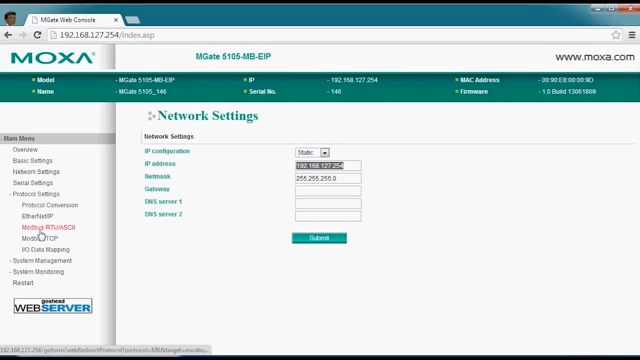 MGate Web Console
192.168.127.254/index.asp
MOXA
MGate 5105-MB-EIP
www.moxa.com
Model - MGate 5105-MB-EIP IP - 192.168.127.254 MAC Address - 00:90:E8:00:00:9D
Name - MGate 5105_146 Serial No. - 146 Firmware - 1.0 Build 13061809
Main Menu
Overview
Basic Settings
Network Settings
Serial Settings
Protocol Settings
Protocol Conversion
EtherNet/IP
Modbus RTU/ASCII
I/O Data Mapping
System Management
System Monitoring
Restart
goahead
WEBSERVER
Network Settings
Network Settings
IP configuration Static
IP address 192.168.127.254
Netmask 255.255.255.0
Gateway
DNS server 1
DNS server 2
Submit